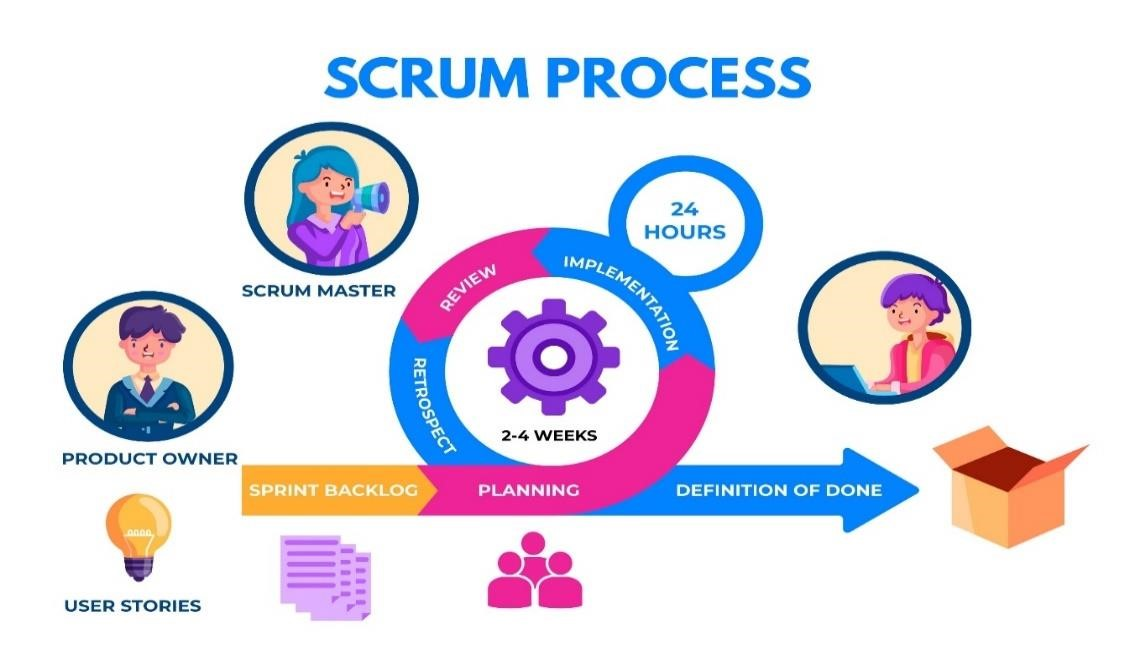 SCRUM PROCESS
SCRUM MASTER
PRODUCT OWNER
USER STORIES
SPRINT BACKLOG
PLANNING
IMPLEMENTATION
24
HOURS
REVIEW
RETROSPECT
2-4 WEEKS
DEFINITION OF DONE